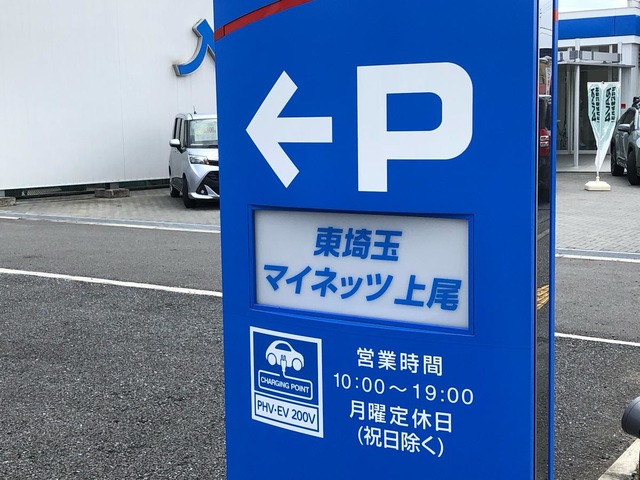 P
東埼玉
マイネッツ上尾
CHARGING POINT
PHV・EV 200V
営業時間
10:00〜19:00
月曜定休日
(祝日除く)